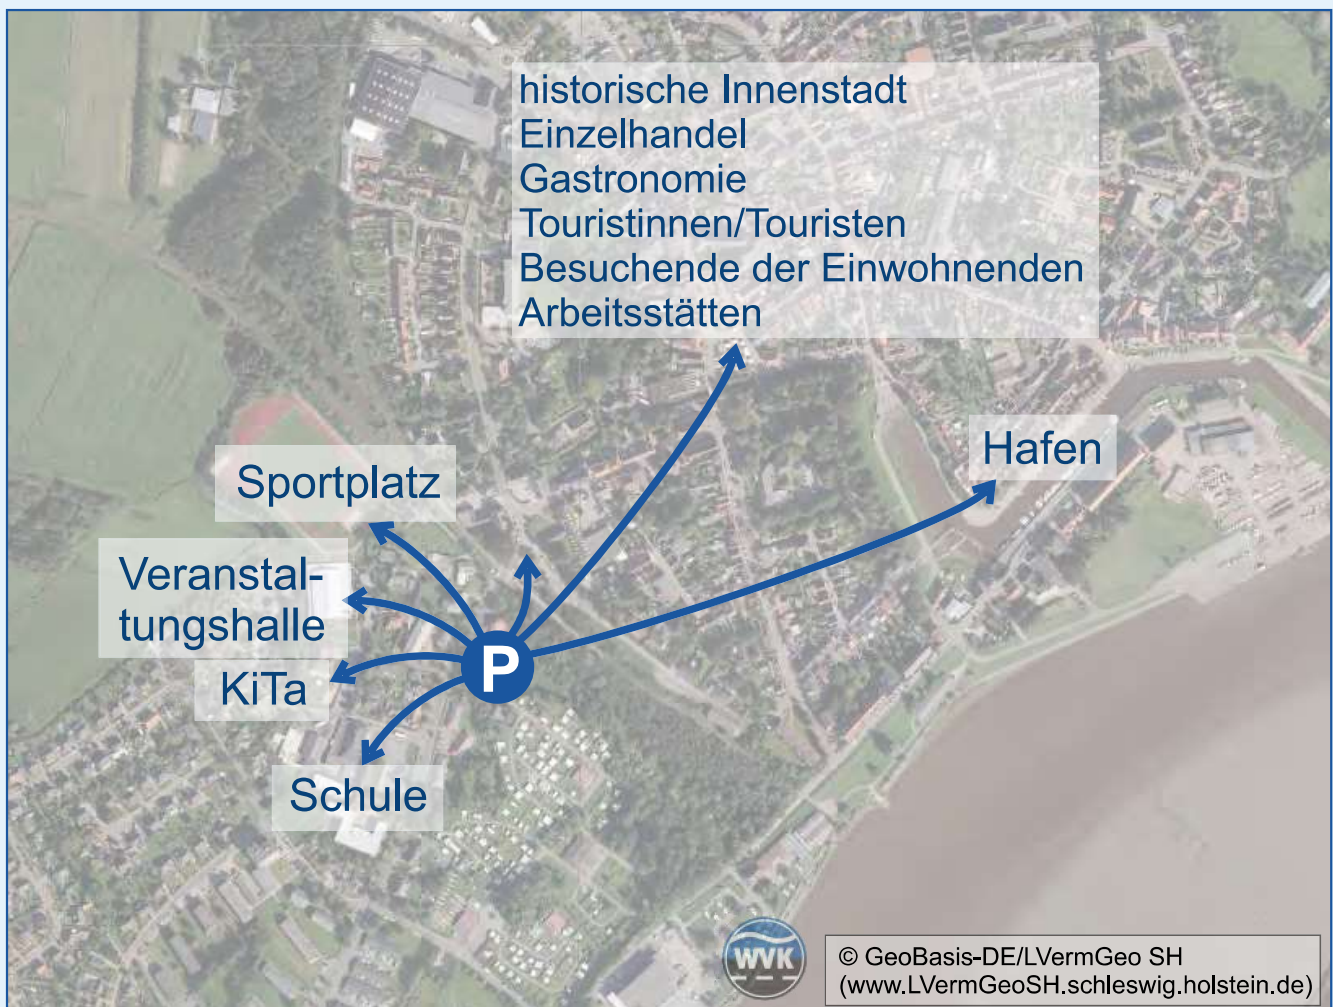 historische Innenstadt
Einzelhandel
Gastronomie
Touristinnen/Touristen
Besuchende der Einwohnenden
Arbeitsstätten
Hafen
Sportplatz
Veranstal-
tungshalle
KiTa
P
Schule
WVK
© GeoBasis-DE/LVermGeo SH
(www.LVermGeoSH.schleswig.holstein.de)